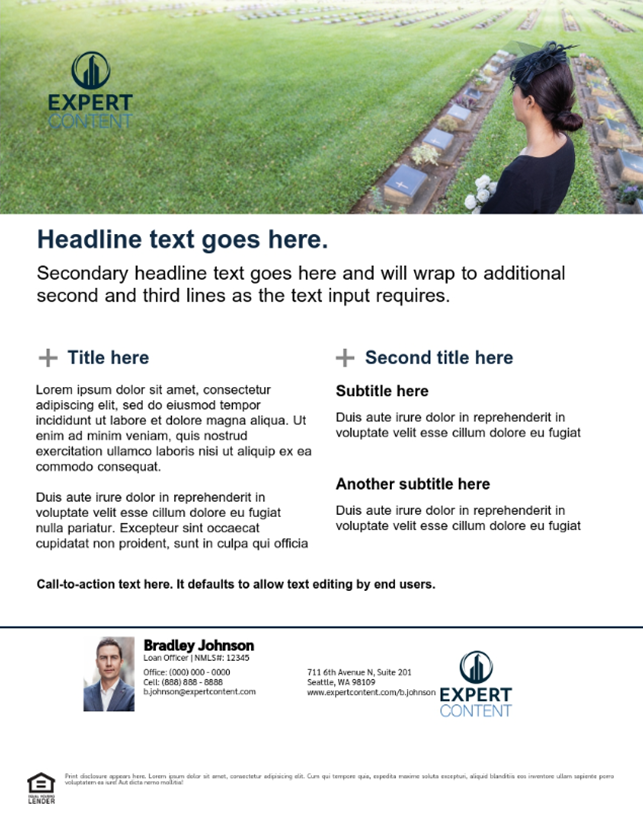 EXPERT
CONTENT
Headline text goes here.
Secondary headline text goes here and will wrap to additional
second and third lines as the text input requires.
Title here
Lorem ipsum dolor sit amet, consectetur
adipiscing elit, sed do eiusmod tempor
incididunt ut labore et dolore magna aliqua. Ut
enim ad minim veniam, quis nostrud
exercitation ullamco laboris nisi ut aliquip ex ea
commodo consequat.
Duis aute irure dolor in reprehenderit in
voluptate velit esse cillum dolore eu fugiat
nulla pariatur. Excepteur sint occaecat
cupidatat non proident, sunt in culpa qui officia
Second title here
Subtitle here
Duis aute irure dolor in reprehenderit in
voluptate velit esse cillum dolore eu fugiat
Another subtitle here
Duis aute irure dolor in reprehenderit in
voluptate velit esse cillum dolore eu fugiat
Call-to-action text here. It defaults to allow text editing by end users.
Bradley Johnson
Loan Officer | NMLS#: 12345
Office: (000) 000 - 0000
Cell: (888) 888 - 8888
b.johnson@expertcontent.com
711 6th Avenue N, Suite 201
Seattle, WA 98109
www.expertcontent.com/b.johnson
EXPERT
CONTENT
EQUAL HOUSING
LENDER
Print disclosure appears here. Lorem ipsum dolor sit amet, consectetur adipisicing elit. Cum qui tempore quia, expedita maxime soluta excepturi, aliquid blanditiis eos inventore ullam sapiente porro
voluptatem ea sunt! Aut dicta nemo mollitia!